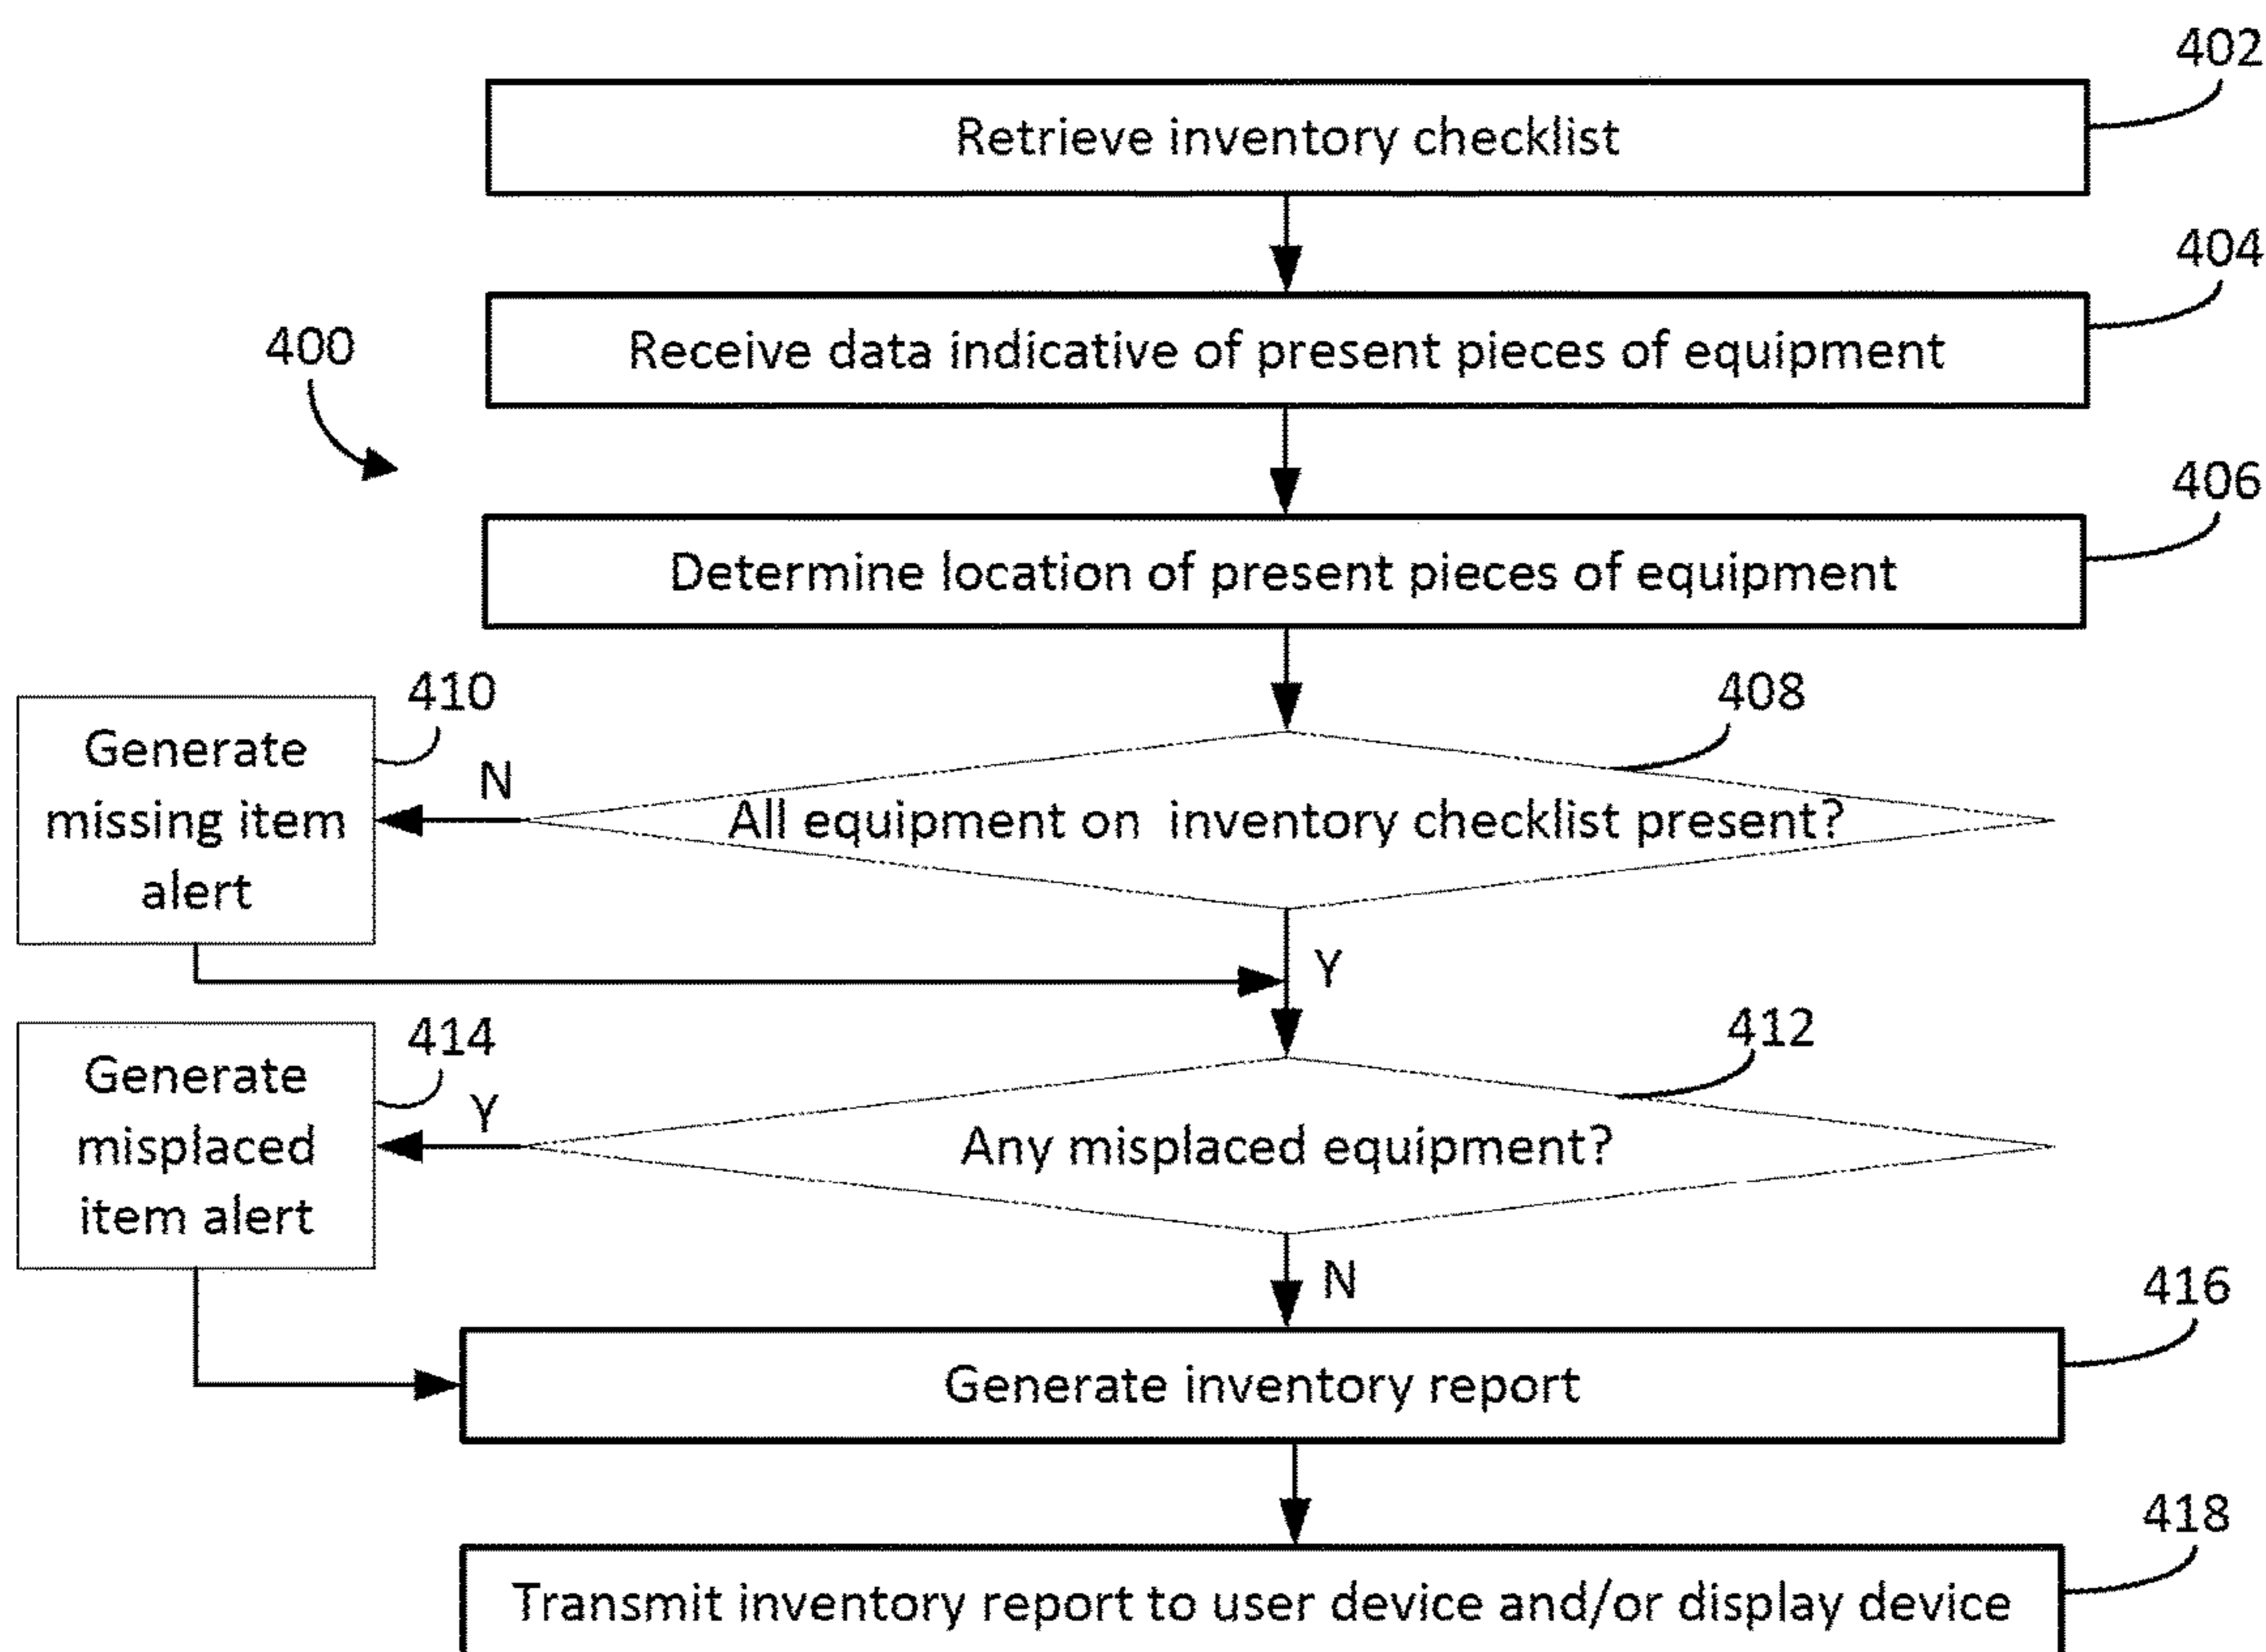 402
Retrieve inventory checklist
404
Receive data indicative of present pieces of equipment
400
406
Determine location of present pieces of equipment
410
408
Generate
missing item
alert
N
All equipment on inventory checklist present?
Y
414
412
Generate
misplaced
item alert
Y
Any misplaced equipment?
N
416
Generate inventory report
418
Transmit inventory report to user device and/or display device